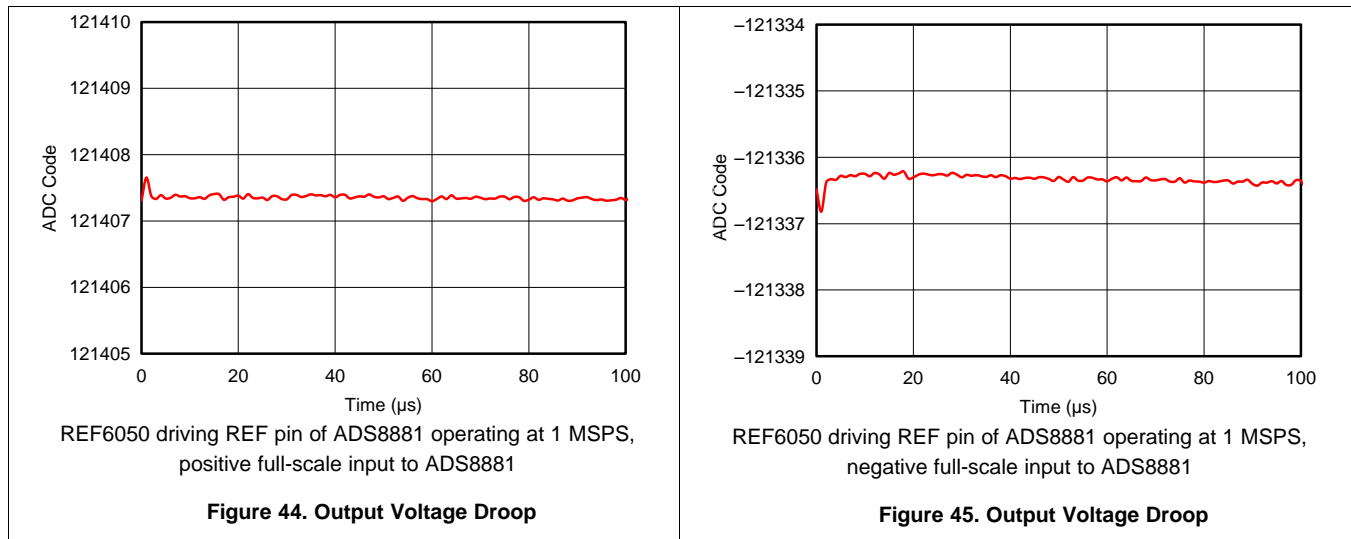 121410
121409
121408
121407
121406
121405
ADC Code
0 20 40 60 80 100
Time (µs)
REF6050 driving REF pin of ADS8881 operating at 1 MSPS,
positive full-scale input to ADS8881
Figure 44. Output Voltage Droop
–121334
–121335
–121336
–121337
–121338
–121339
ADC Code
0 20 40 60 80 100
Time (µs)
REF6050 driving REF pin of ADS8881 operating at 1 MSPS,
negative full-scale input to ADS8881
Figure 45. Output Voltage Droop